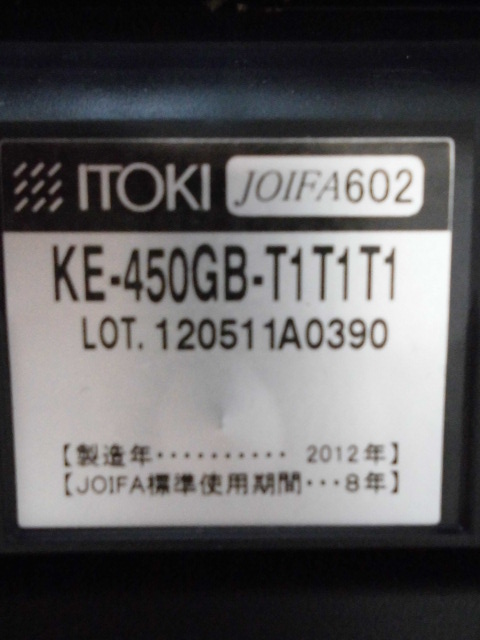 ITOKI JOIFA602
KE-450GB-T1T1T1
LOT. 120511A0390
【製造年・・・・・・・・・・ 2012年】
【JOIFA標準使用期間・・・8年】